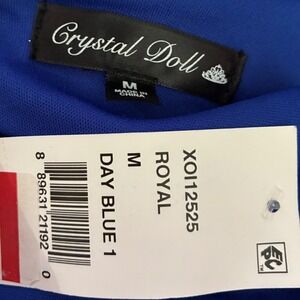 Crystal Doll
M
MADE IN
CHINA
XOI12525
ROYAL
M
DAY BLUE 1
8 89631 21192 0